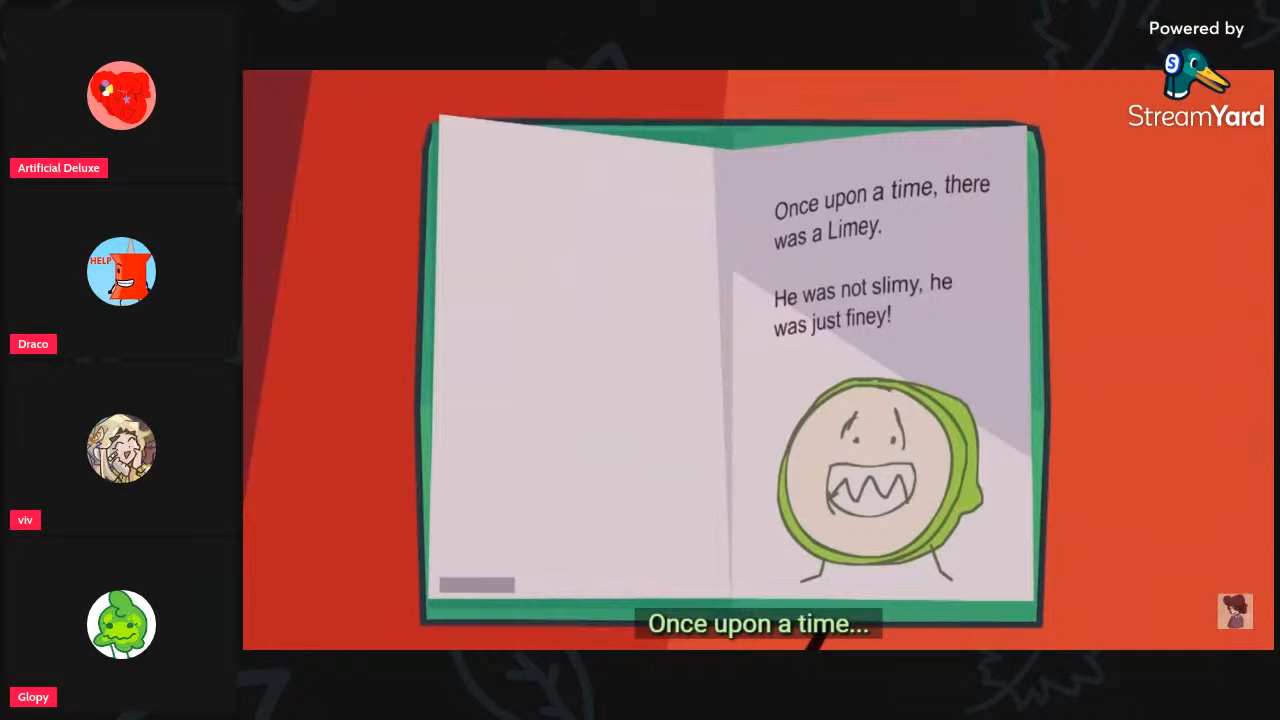 Powered by
StreamYard
Artificial Deluxe
HELP
Draco
viv
Glopy
Once upon a time, there
was a Limey.
He was not slimy, he
was just finey!
Once upon a time...